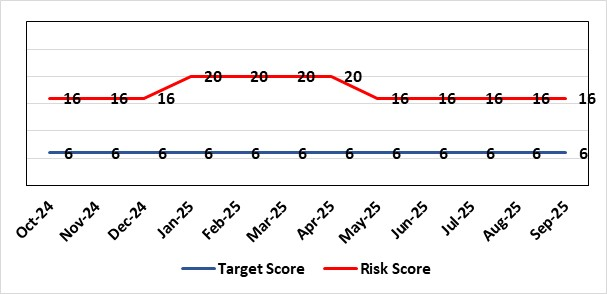 20 20 20 20
16 16 16 16 16 16 16 16
6 6 6 6 6 6 6 6 6 6 6 6
Oct-24 Nov-24 Dec-24 Jan-25 Feb-25 Mar-25 Apr-25 May-25 Jun-25 Jul-25 Aug-25 Sep-25
Target Score Risk Score